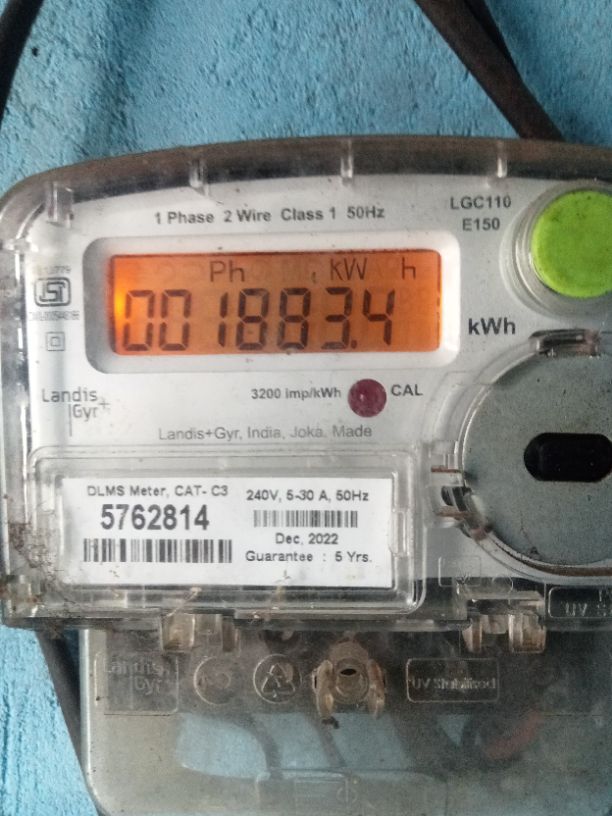 LGC110
E150
1 Phase 2 Wire Class 1 50Hz
Ph kW h
001883.4
kWh
3200 imp/kWh CAL
Landis
Gyr+
Landis+Gyr, India, Joka. Made
DLMS Meter, CAT- C3
5762814
240V, 5-30 A, 50Hz
Dec, 2022
Guarantee : 5 Yrs.
Landis
Gyr
UV Stabilised
UV S